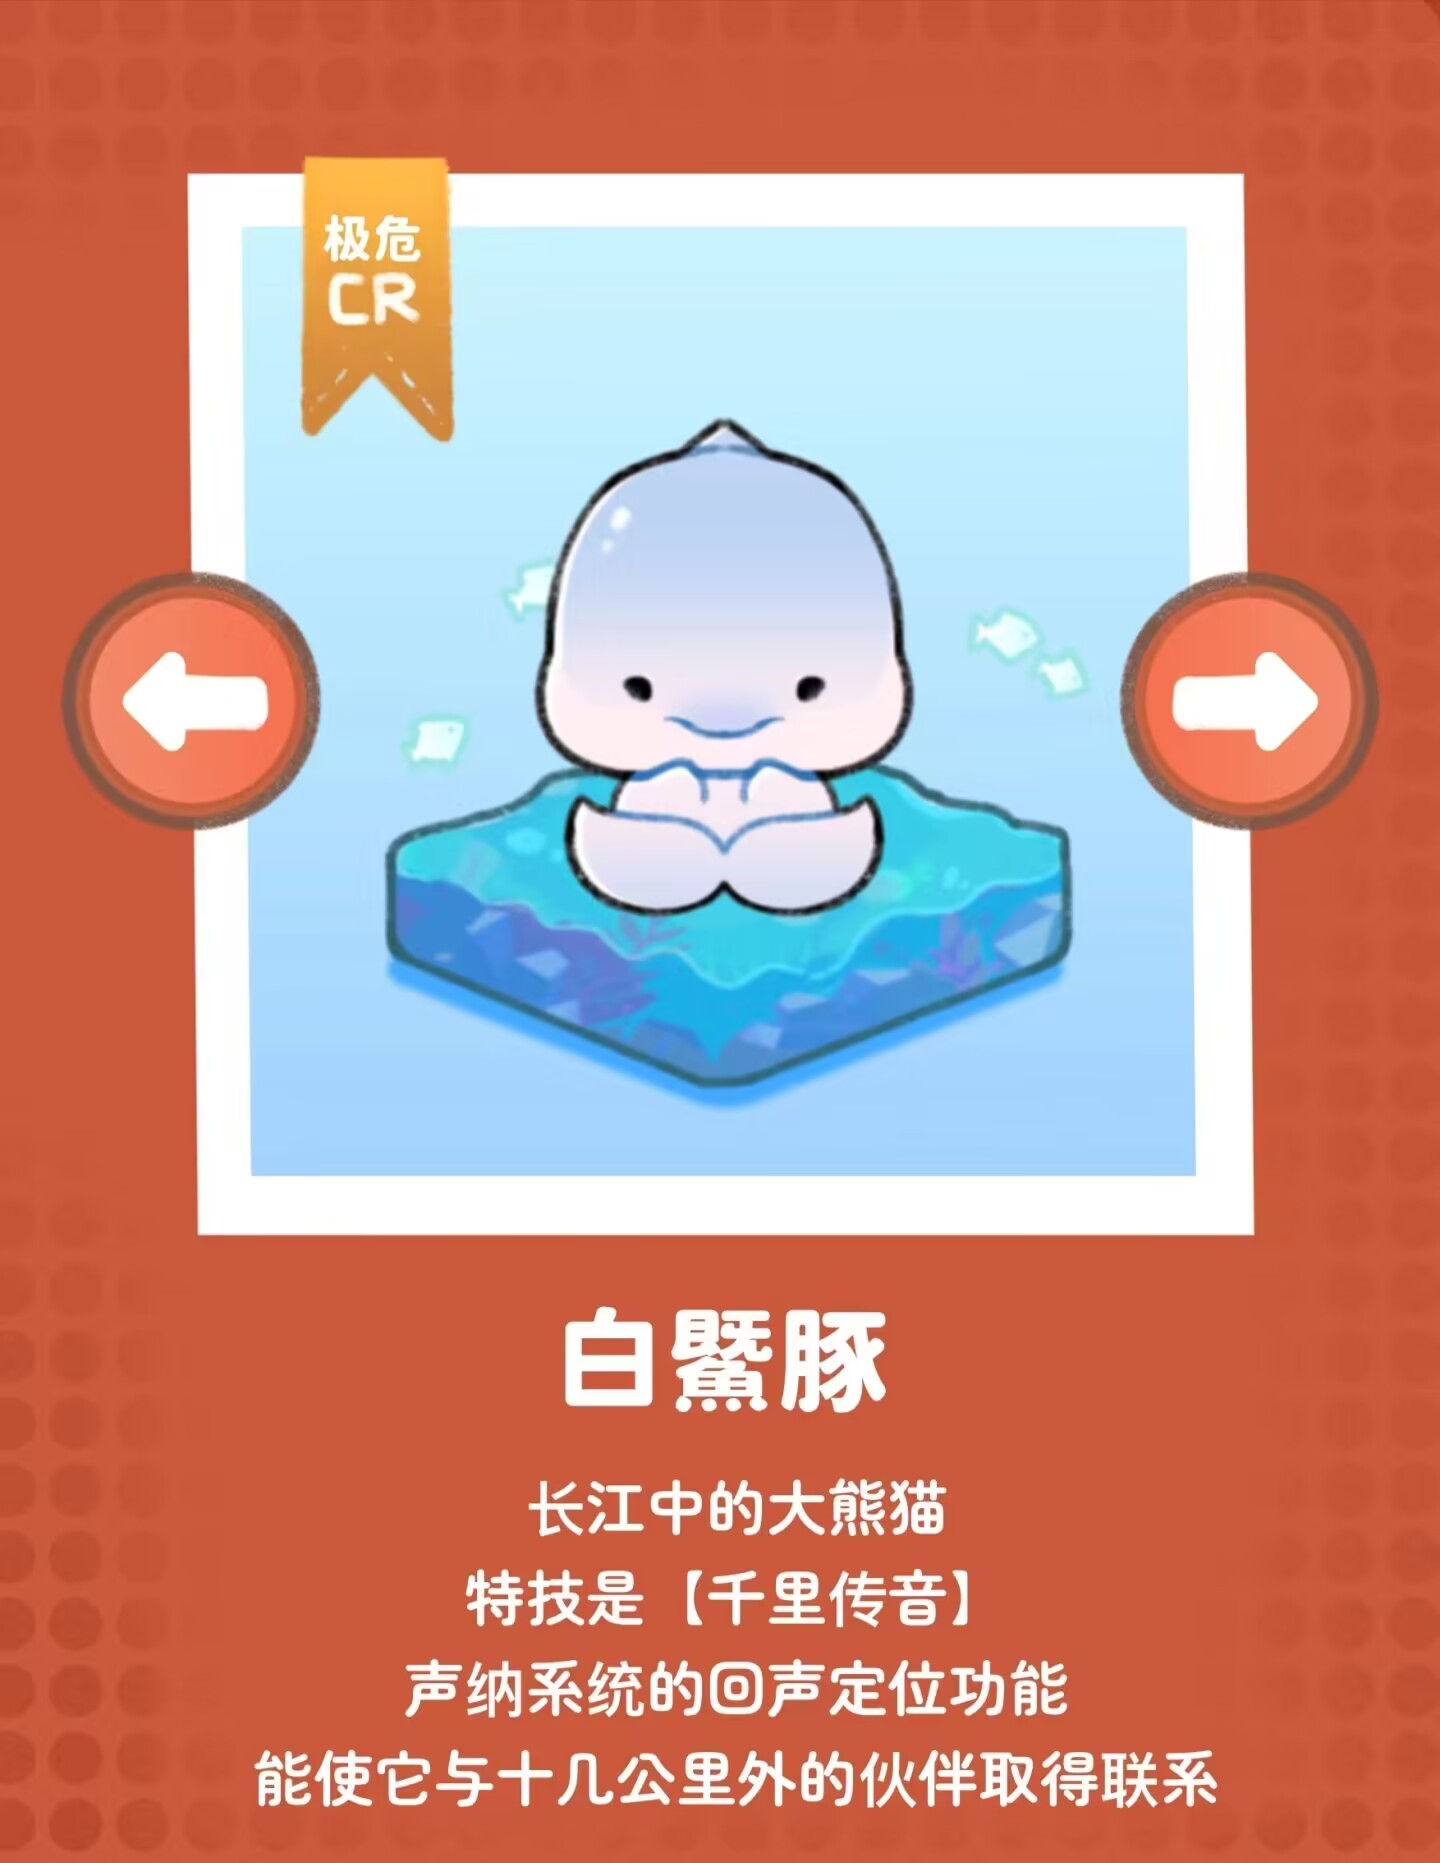 极危
CR
白鱀豚
长江中的大熊猫
特技是【千里传音】
声纳系统的回声定位功能
能使它与十几公里外的伙伴取得联系